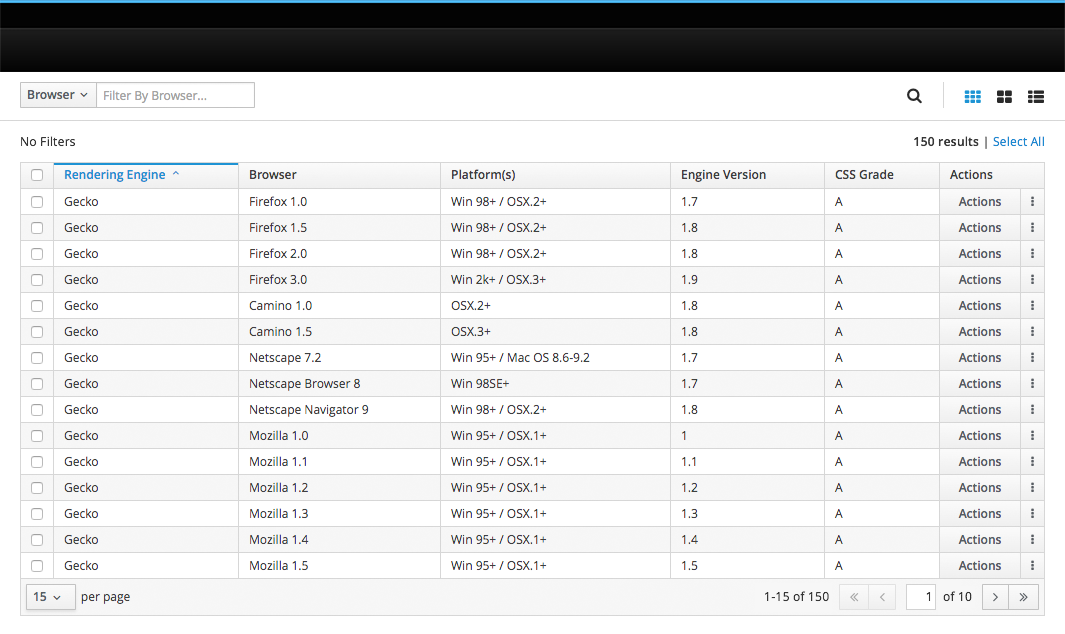 Browser Filter By Browser...
No Filters 150 results | Select All
Rendering Engine Browser Platform(s) Engine Version CSS Grade Actions
Gecko Firefox 1.0 Win 98+ / OSX.2+ 1.7 A Actions
Gecko Firefox 1.5 Win 98+ / OSX.2+ 1.8 A Actions
Gecko Firefox 2.0 Win 98+ / OSX.2+ 1.8 A Actions
Gecko Firefox 3.0 Win 2k+ / OSX.3+ 1.9 A Actions
Gecko Camino 1.0 OSX.2+ 1.8 A Actions
Gecko Camino 1.5 OSX.3+ 1.8 A Actions
Gecko Netscape 7.2 Win 95+ / Mac OS 8.6-9.2 1.7 A Actions
Gecko Netscape Browser 8 Win 98SE+ 1.7 A Actions
Gecko Netscape Navigator 9 Win 98+ / OSX.2+ 1.8 A Actions
Gecko Mozilla 1.0 Win 95+ / OSX.1+ 1 A Actions
Gecko Mozilla 1.1 Win 95+ / OSX.1+ 1.1 A Actions
Gecko Mozilla 1.2 Win 95+ / OSX.1+ 1.2 A Actions
Gecko Mozilla 1.3 Win 95+ / OSX.1+ 1.3 A Actions
Gecko Mozilla 1.4 Win 95+ / OSX.1+ 1.4 A Actions
Gecko Mozilla 1.5 Win 95+ / OSX.1+ 1.5 A Actions
15 per page 1-15 of 150 « < 1 of 10 > »